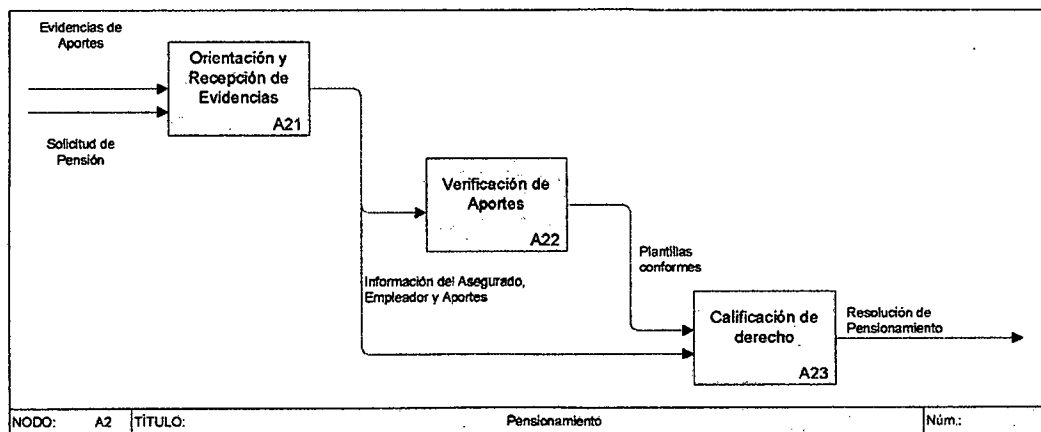 Evidencias de
Aportes
Orientación y
Recepción de
Evidencias
A21
Solicitud de
Pensión
Verificación de
Aportes
A22
Información del Asegurado,
Empleador y Aportes
Plantillas
conformes
Calificación de
derecho
A23
Resolución de
Pensionamiento
NODO: A2 TÍTULO: Pensionamiento Núm.: